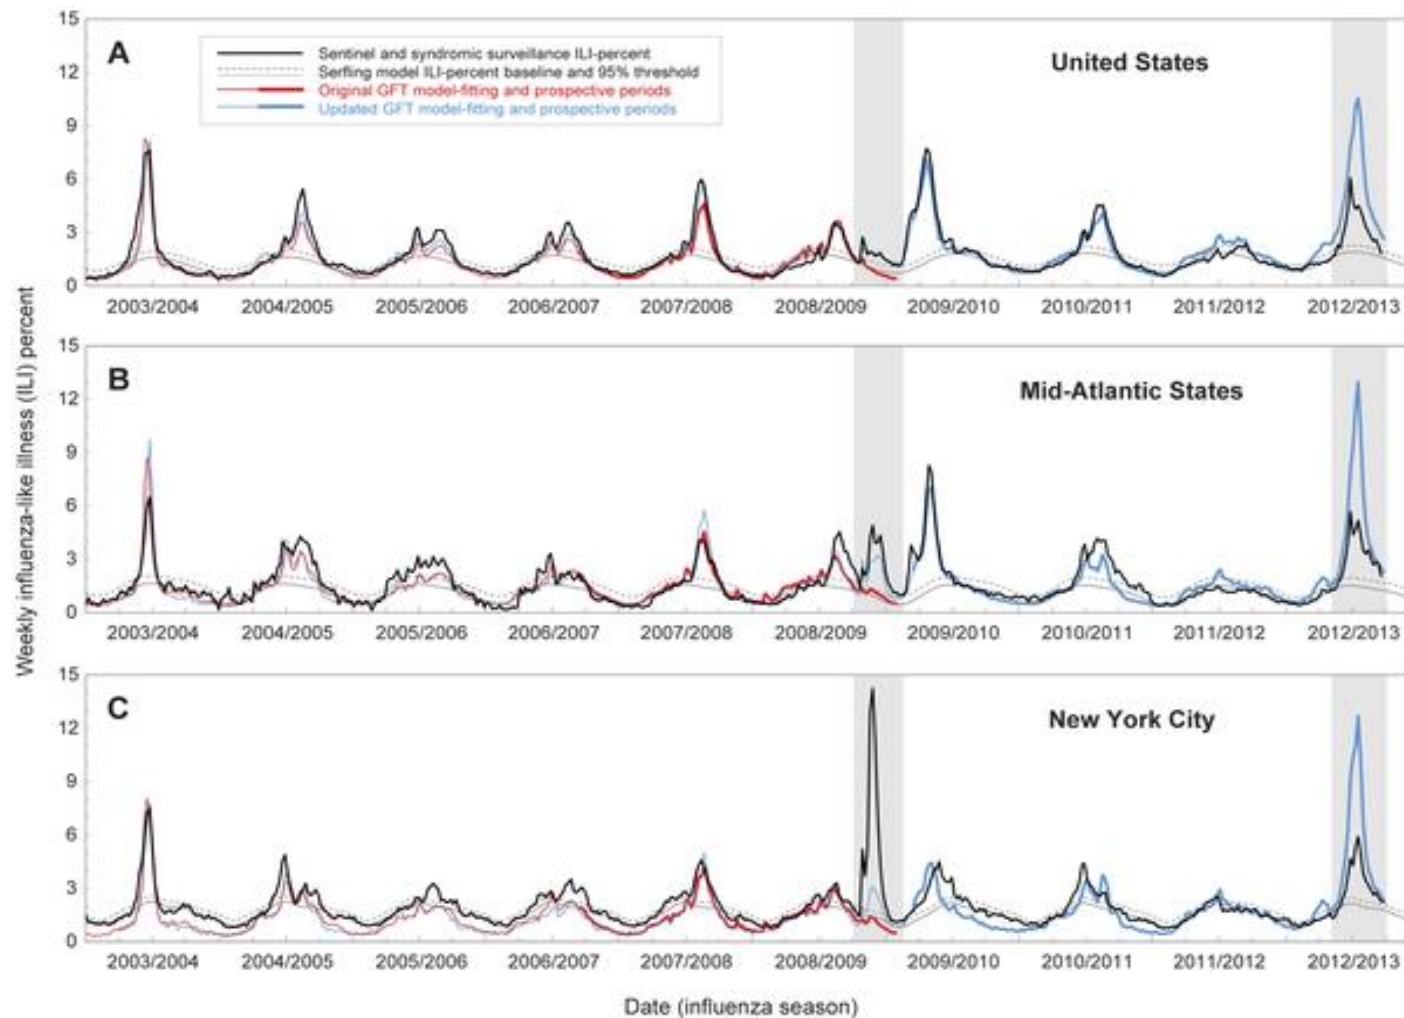 Weekly influenza-like illness (ILI) percent
A
Sentinel and syndromic surveillance ILI-percent
Serfling model ILI-percent baseline and 95% threshold
Original GFT model-fitting and prospective periods
Updated GFT model-fitting and prospective periods
United States
15
12
9
6
3
0
2003/2004 2004/2005 2005/2006 2006/2007 2007/2008 2008/2009 2009/2010 2010/2011 2011/2012 2012/2013
B
Mid-Atlantic States
15
12
9
6
3
0
2003/2004 2004/2005 2005/2006 2006/2007 2007/2008 2008/2009 2009/2010 2010/2011 2011/2012 2012/2013
C
New York City
15
12
9
6
3
0
2003/2004 2004/2005 2005/2006 2006/2007 2007/2008 2008/2009 2009/2010 2010/2011 2011/2012 2012/2013
Date (influenza season)